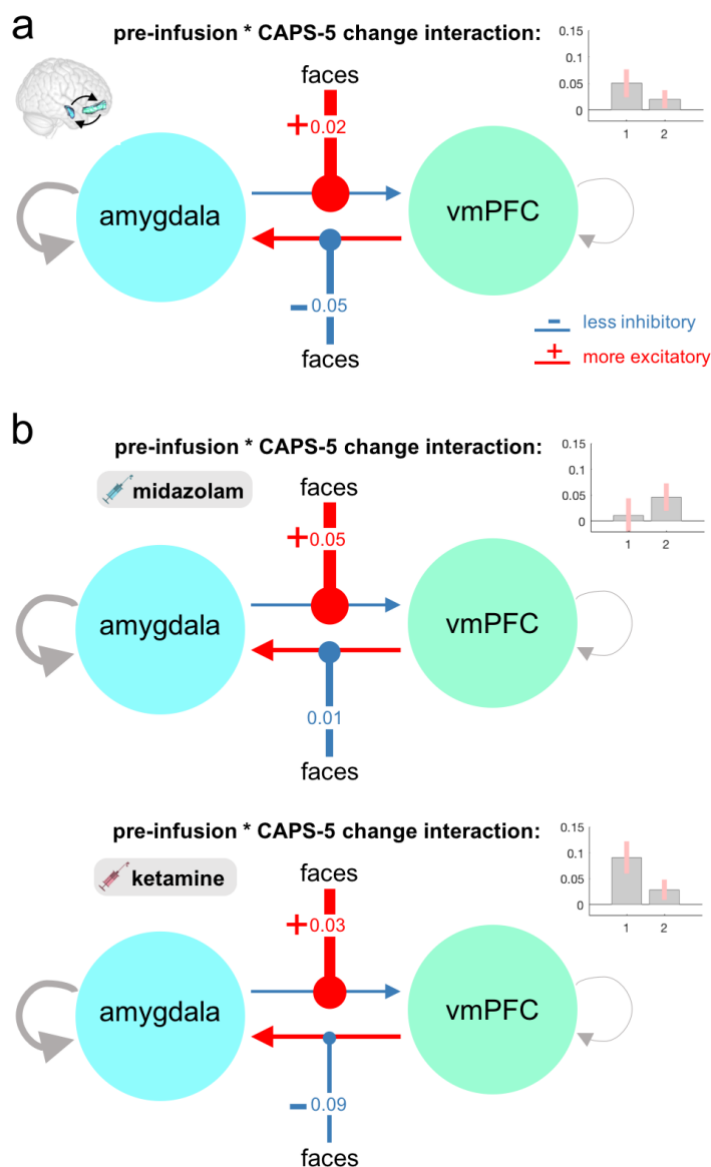 a
pre-infusion * CAPS-5 change interaction:
0.15
0.1
0.05
0
1 2
faces
+ 0.02
amygdala
vmPFC
- 0.05
faces
- less inhibitory
+ more excitatory
b
pre-infusion * CAPS-5 change interaction:
midazolam
0.15
0.1
0.05
0
1 2
faces
+ 0.05
amygdala
vmPFC
0.01
faces
pre-infusion * CAPS-5 change interaction:
ketamine
0.15
0.1
0.05
0
1 2
faces
+ 0.03
amygdala
vmPFC
- 0.09
faces